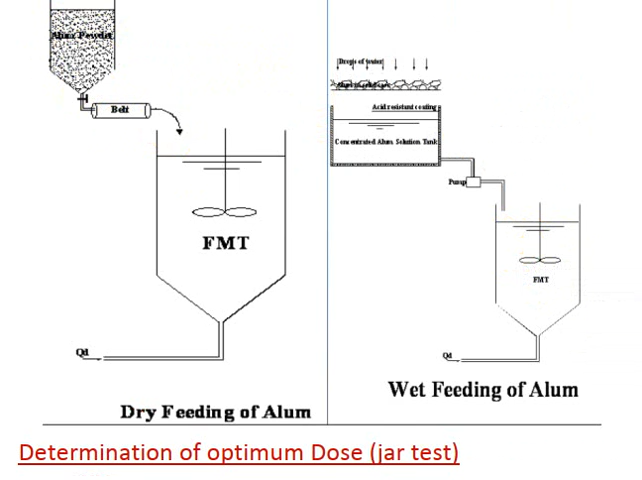 Alum Powder
Belt
FMT
Qd
Dry Feeding of Alum
Drops of water
Acid resistant coating
Concentrated Alum Solution Tank
Pump
FMT
Qd
Wet Feeding of Alum
Determination of optimum Dose (jar test)